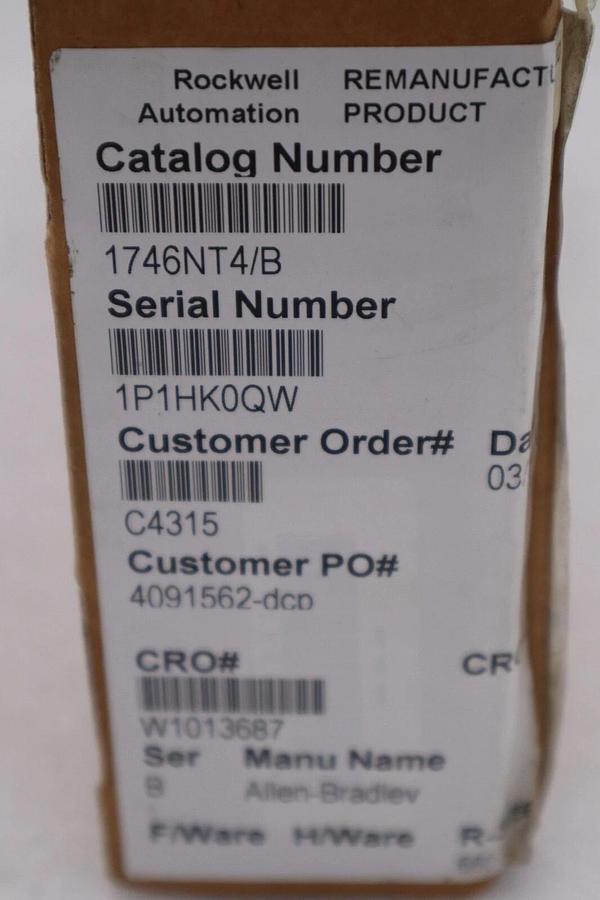 Rockwell REMANUFACTU
Automation PRODUCT
Catalog Number
1746NT4/B
Serial Number
1P1HK0QW
Customer Order# Da
C4315 03
Customer PO#
4091562-dcp
CRO# CR
W1013687
Ser Manu Name
B Allen-Bradley
F/Ware H/Ware R-